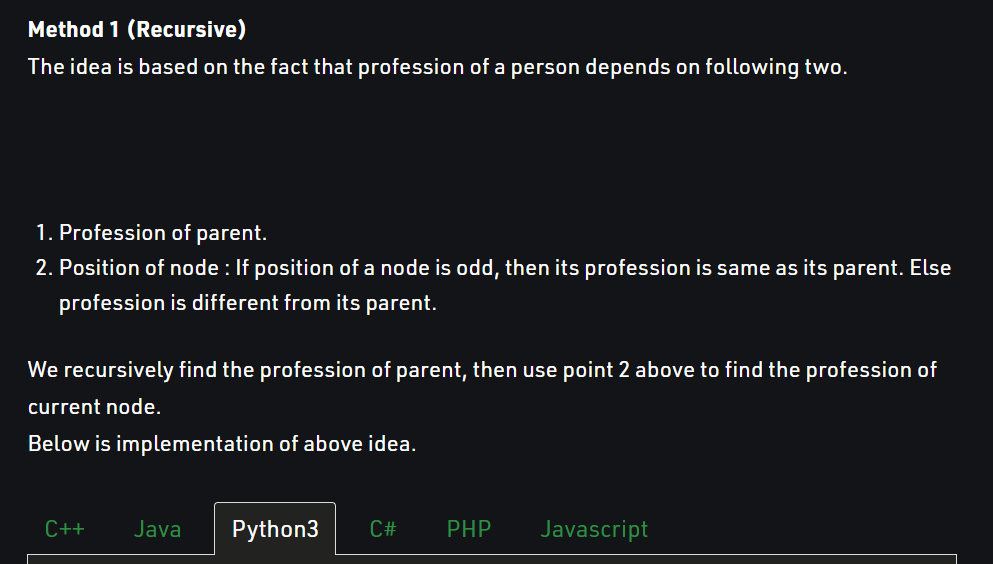 Method 1 (Recursive)
The idea is based on the fact that profession of a person depends on following two.
1. Profession of parent.
2. Position of node : If position of a node is odd, then its profession is same as its parent. Else
profession is different from its parent.
We recursively find the profession of parent, then use point 2 above to find the profession of
current node.
Below is implementation of above idea.
C++ Java Python3 C# PHP Javascript